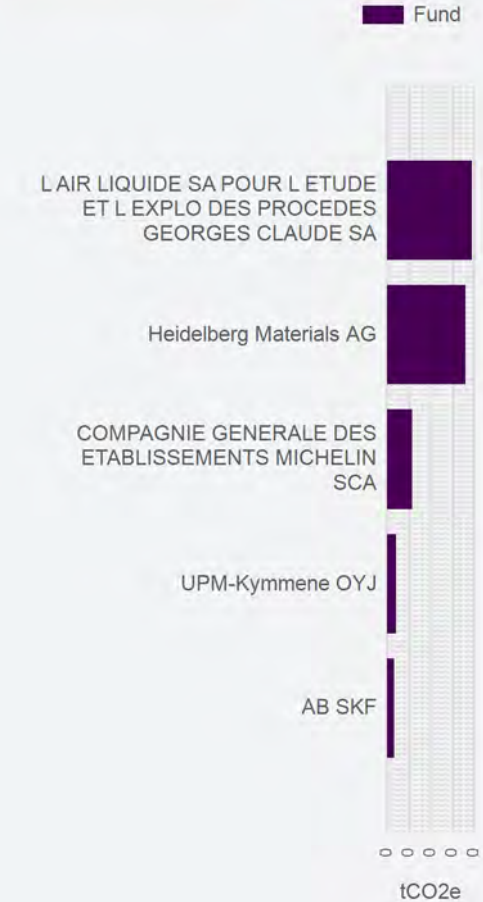 Fund
L AIR LIQUIDE SA POUR L ETUDE
ET L EXPLO DES PROCEDES
GEORGES CLAUDE SA
Heidelberg Materials AG
COMPAGNIE GENERALE DES
ETABLISSEMENTS MICHELIN
SCA
UPM-Kymmene OYJ
AB SKF
0 0 0 0 0
tCO2e